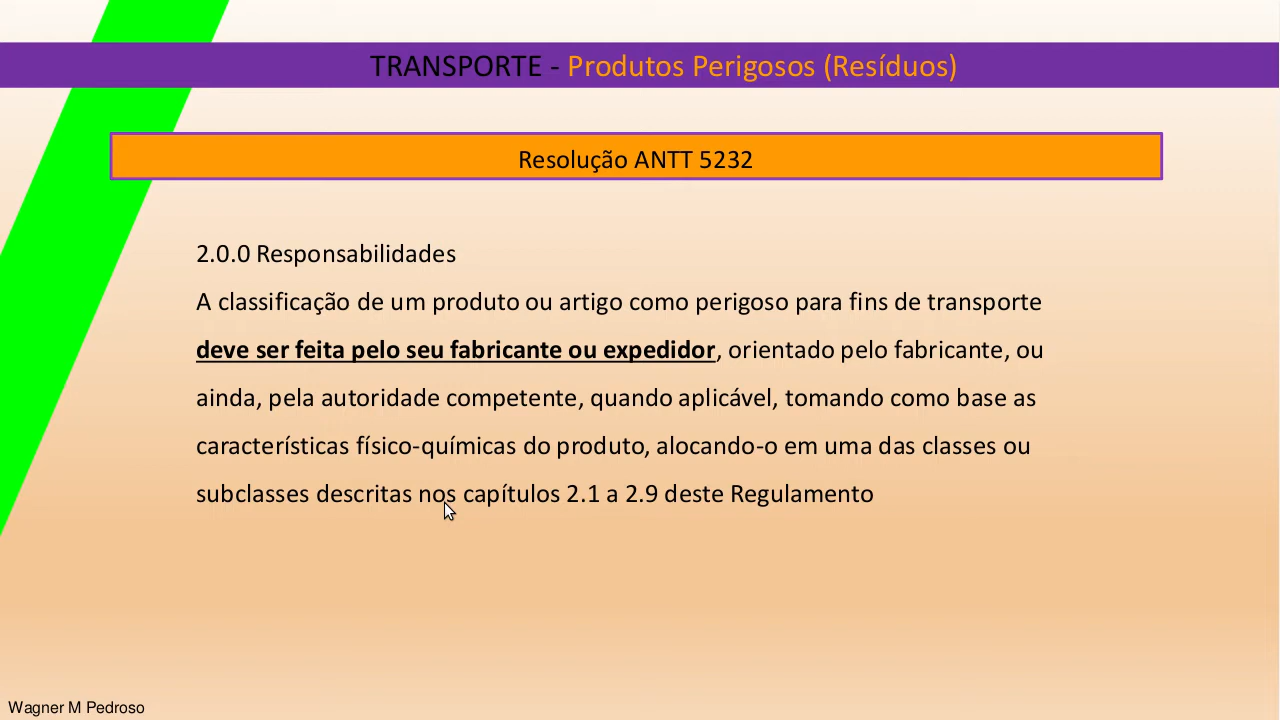 TRANSPORTE - Produtos Perigosos (Resíduos)
Resolução ANTT 5232
2.0.0 Responsabilidades
A classificação de um produto ou artigo como perigoso para fins de transporte
deve ser feita pelo seu fabricante ou expedidor, orientado pelo fabricante, ou
ainda, pela autoridade competente, quando aplicável, tomando como base as
características físico-químicas do produto, alocando-o em uma das classes ou
subclasses descritas nos capítulos 2.1 a 2.9 deste Regulamento
Wagner M Pedroso